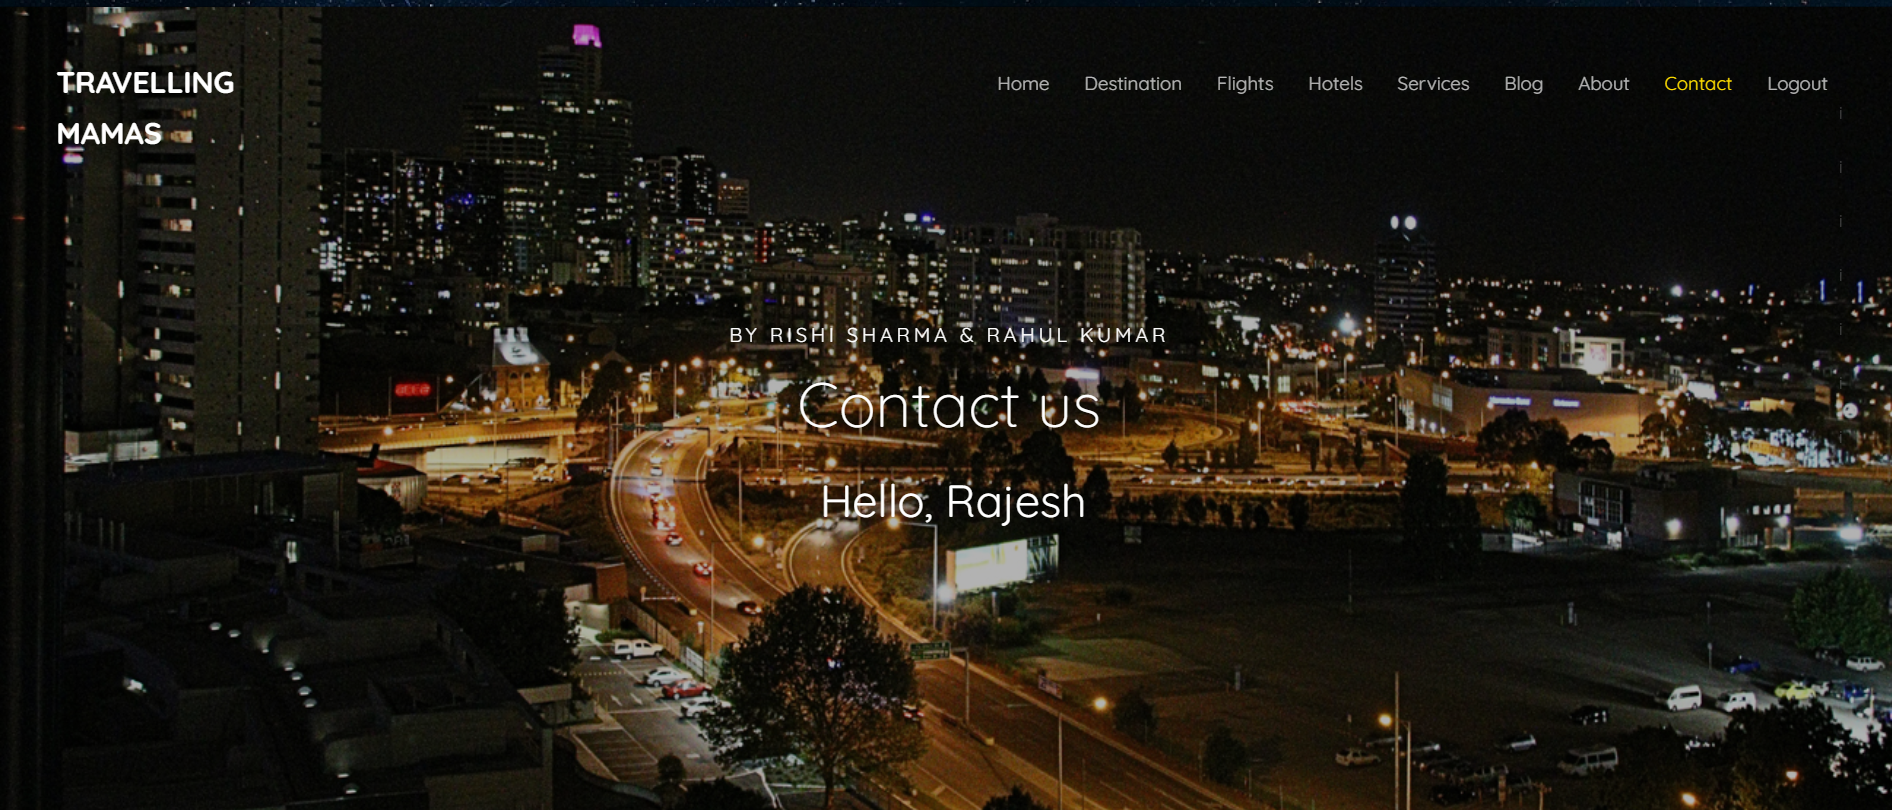 TRAVELLING
MAMAS
Home Destination Flights Hotels Services Blog About Contact Logout
BY RISHI SHARMA & RAHUL KUMAR
Contact us
Hello, Rajesh